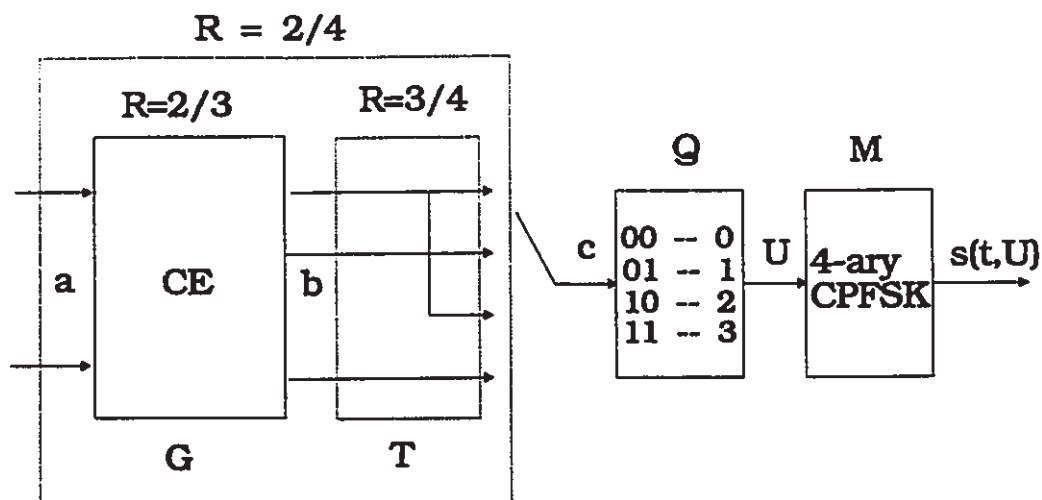 R = 2/4
R=2/3
R=3/4
Q
M
a
CE
b
c
00 -- 0
01 -- 1
10 -- 2
11 -- 3
U
4-ary
CPFSK
s(t,U)
G
T